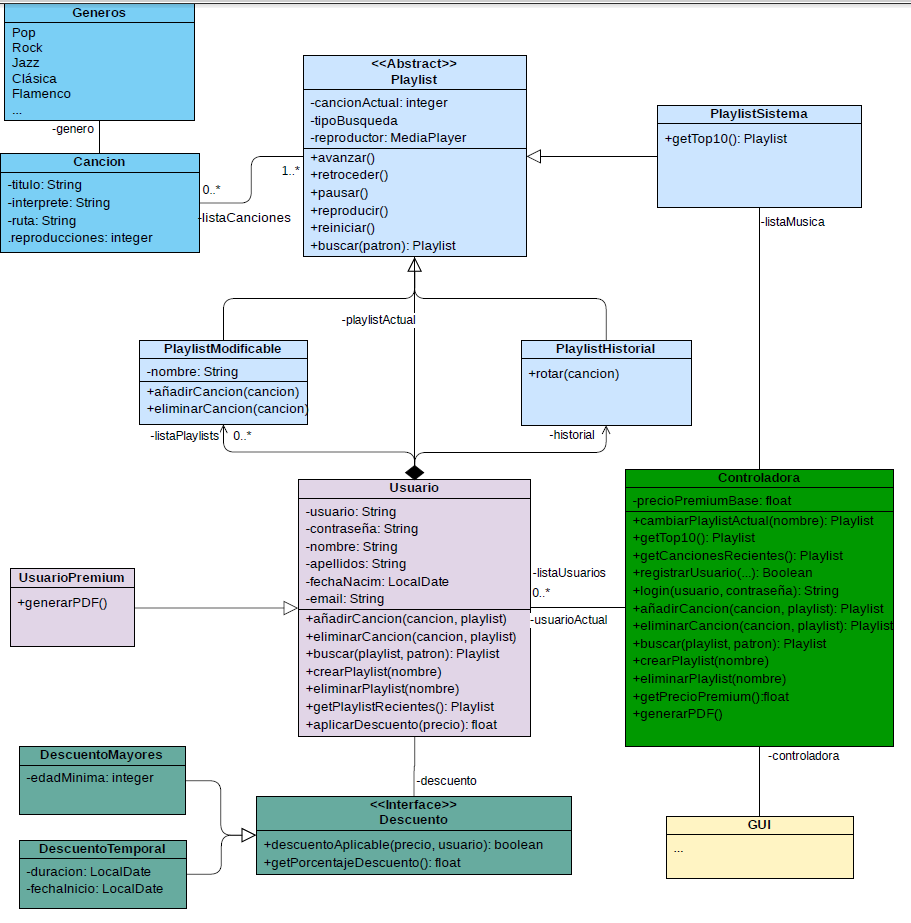 Generos
Pop
Rock
Jazz
Clásica
Flamenco
...
-genero
Cancion
-titulo: String
-interprete: String
-ruta: String
.reproducciones: integer
0..*
-listaCanciones
1..*
<<Abstract>>
Playlist
-cancionActual: integer
-tipoBusqueda
-reproductor: MediaPlayer
+avanzar()
+retroceder()
+pausar()
+reproducir()
+reiniciar()
+buscar(patron): Playlist
PlaylistSistema
+getTop10(): Playlist
-listaMusica
-playlistActual
PlaylistModificable
-nombre: String
+añadirCancion(cancion)
+eliminarCancion(cancion)
-listaPlaylists
0..*
PlaylistHistorial
+rotar(cancion)
-historial
Usuario
-usuario: String
-contraseña: String
-nombre: String
-apellidos: String
-fechaNacim: LocalDate
-email: String
+añadirCancion(cancion, playlist)
+eliminarCancion(cancion, playlist)
+buscar(playlist, patron): Playlist
+crearPlaylist(nombre)
+eliminarPlaylist(nombre)
+getPlaylistRecientes(): Playlist
+aplicarDescuento(precio): float
UsuarioPremium
+generarPDF()
-listaUsuarios
0..*
-usuarioActual
Controladora
-precioPremiumBase: float
+cambiarPlaylistActual(nombre): Playlist
+getTop10(): Playlist
+getCancionesRecientes(): Playlist
+registrarUsuario(...): Boolean
+login(usuario, contraseña): String
+añadirCancion(cancion, playlist): Playlist
+eliminarCancion(cancion, playlist): Playlist
+buscar(playlist, patron): Playlist
+crearPlaylist(nombre)
+eliminarPlaylist(nombre)
+getPrecioPremium():float
+generarPDF()
-controladora
GUI
...
-descuento
<<Interface>>
Descuento
+descuentoAplicable(precio, usuario): boolean
+getPorcentajeDescuento(): float
DescuentoMayores
-edadMinima: integer
DescuentoTemporal
-duracion: LocalDate
-fechaInicio: LocalDate